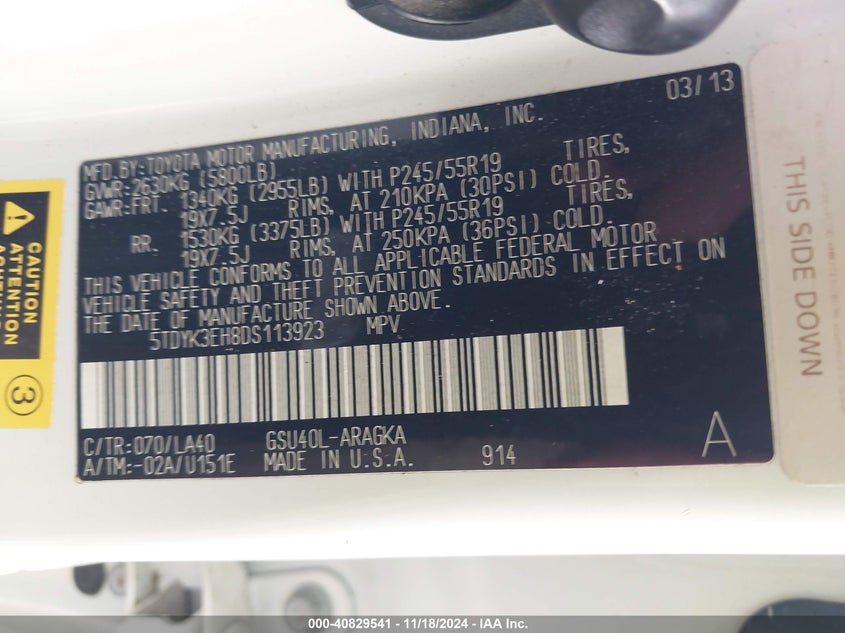 03/13
MFD.BY:TOYOTA MOTOR MANUFACTURING, INDIANA, INC.
GVWR:2630KG (5800LB)
GAWR:FRT. 1340KG (2955LB) WITH P245/55R19 TIRES,
19X7.5J RIMS, AT 210KPA (30PSI) COLD.
RR. 1530KG (3375LB) WITH P245/55R19 TIRES,
19X7.5J RIMS, AT 250KPA (36PSI) COLD.
THIS VEHICLE CONFORMS TO ALL APPLICABLE FEDERAL MOTOR
VEHICLE SAFETY AND THEFT PREVENTION STANDARDS IN EFFECT ON
THE DATE OF MANUFACTURE SHOWN ABOVE.
5TDYK3EH8DS113923 MPV
C/TR:070/LA40 GSU40L-ARAGKA
A/TM:-02A/U151E MADE IN U.S.A. 914
A
CAUTION
ATTENTION
3
THIS SIDE DOWN
000-40829541 - 11/18/2024 - IAA Inc.